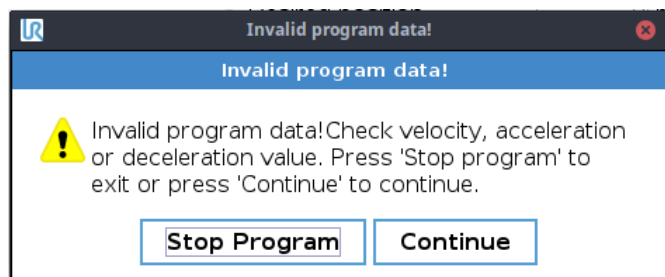 UR
Invalid program data!
Invalid program data!
Invalid program data!Check velocity, acceleration
or deceleration value. Press 'Stop program' to
exit or press 'Continue' to continue.
Stop Program
Continue